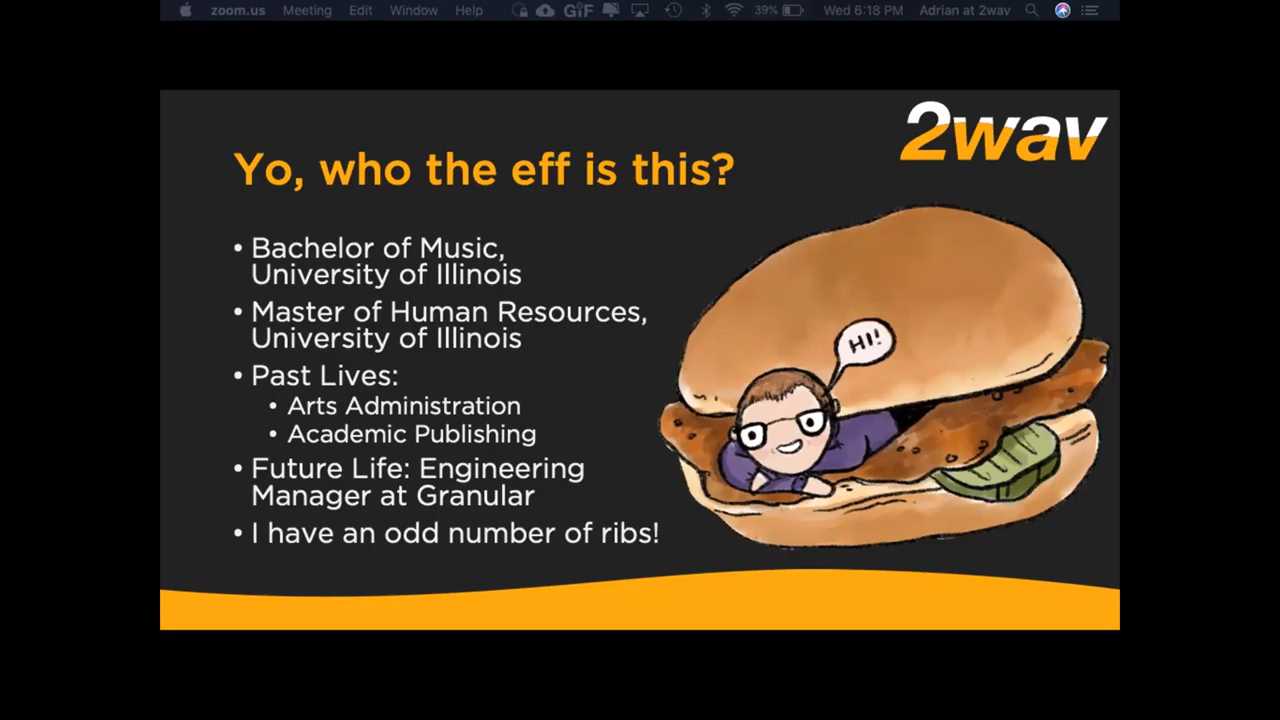 zoom.us Meeting Edit Window Help GIF 39% Wed 6:18 PM Adrian at 2wav
2wav
Yo, who the eff is this?
• Bachelor of Music,
University of Illinois
• Master of Human Resources,
University of Illinois
• Past Lives:
• Arts Administration
• Academic Publishing
• Future Life: Engineering
Manager at Granular
• I have an odd number of ribs!
HI!